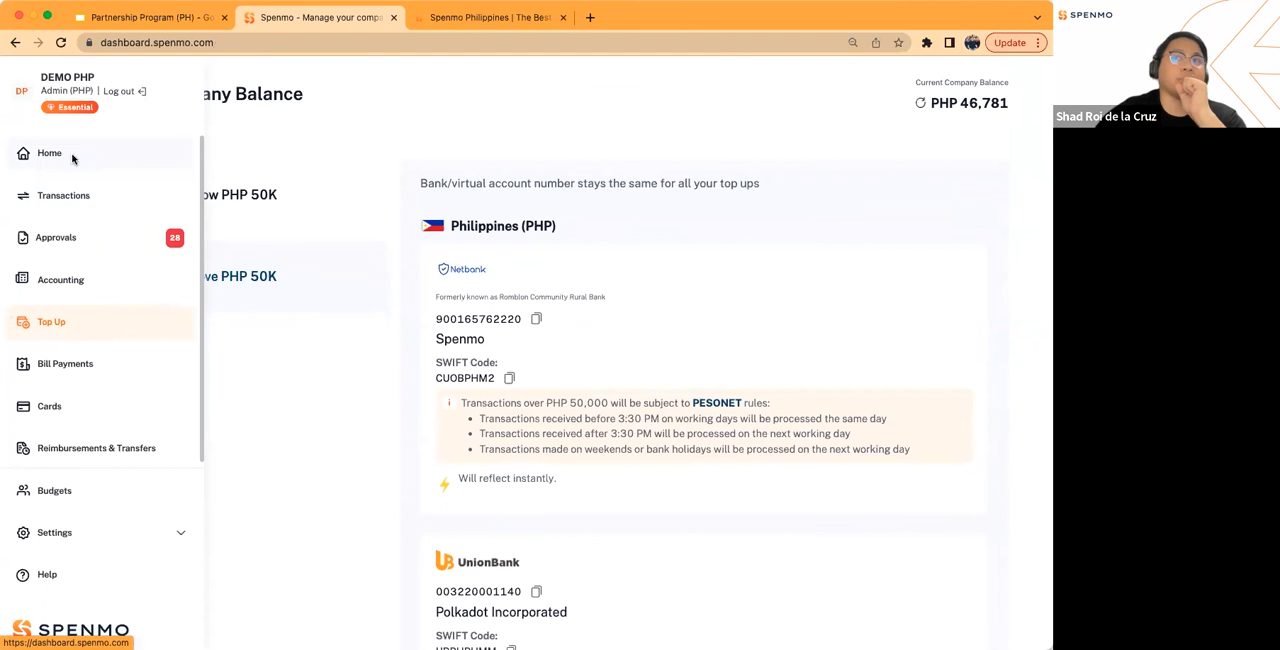 Partnership Program (PH) - Go
Spenmo - Manage your compa
Spenmo Philippines | The Best
dashboard.spenmo.com
Update
SPENMO
Shad Roi de la Cruz
DP
DEMO PHP
Admin (PHP) | Log out
Essential
Home
Transactions
Approvals
28
Accounting
Top Up
Bill Payments
Cards
Reimbursements & Transfers
Budgets
Settings
Help
SPENMO
https://dashboard.spenmo.com
any Balance
Current Company Balance
PHP 46,781
ow PHP 50K
ve PHP 50K
Bank/virtual account number stays the same for all your top ups
Philippines (PHP)
Netbank
Formerly known as Romblon Community Rural Bank
900165762220
Spenmo
SWIFT Code:
CUOBPHM2
Transactions over PHP 50,000 will be subject to PESONET rules:
Transactions received before 3:30 PM on working days will be processed the same day
Transactions received after 3:30 PM will be processed on the next working day
Transactions made on weekends or bank holidays will be processed on the next working day
Will reflect instantly.
UnionBank
003220001140
Polkadot Incorporated
SWIFT Code: